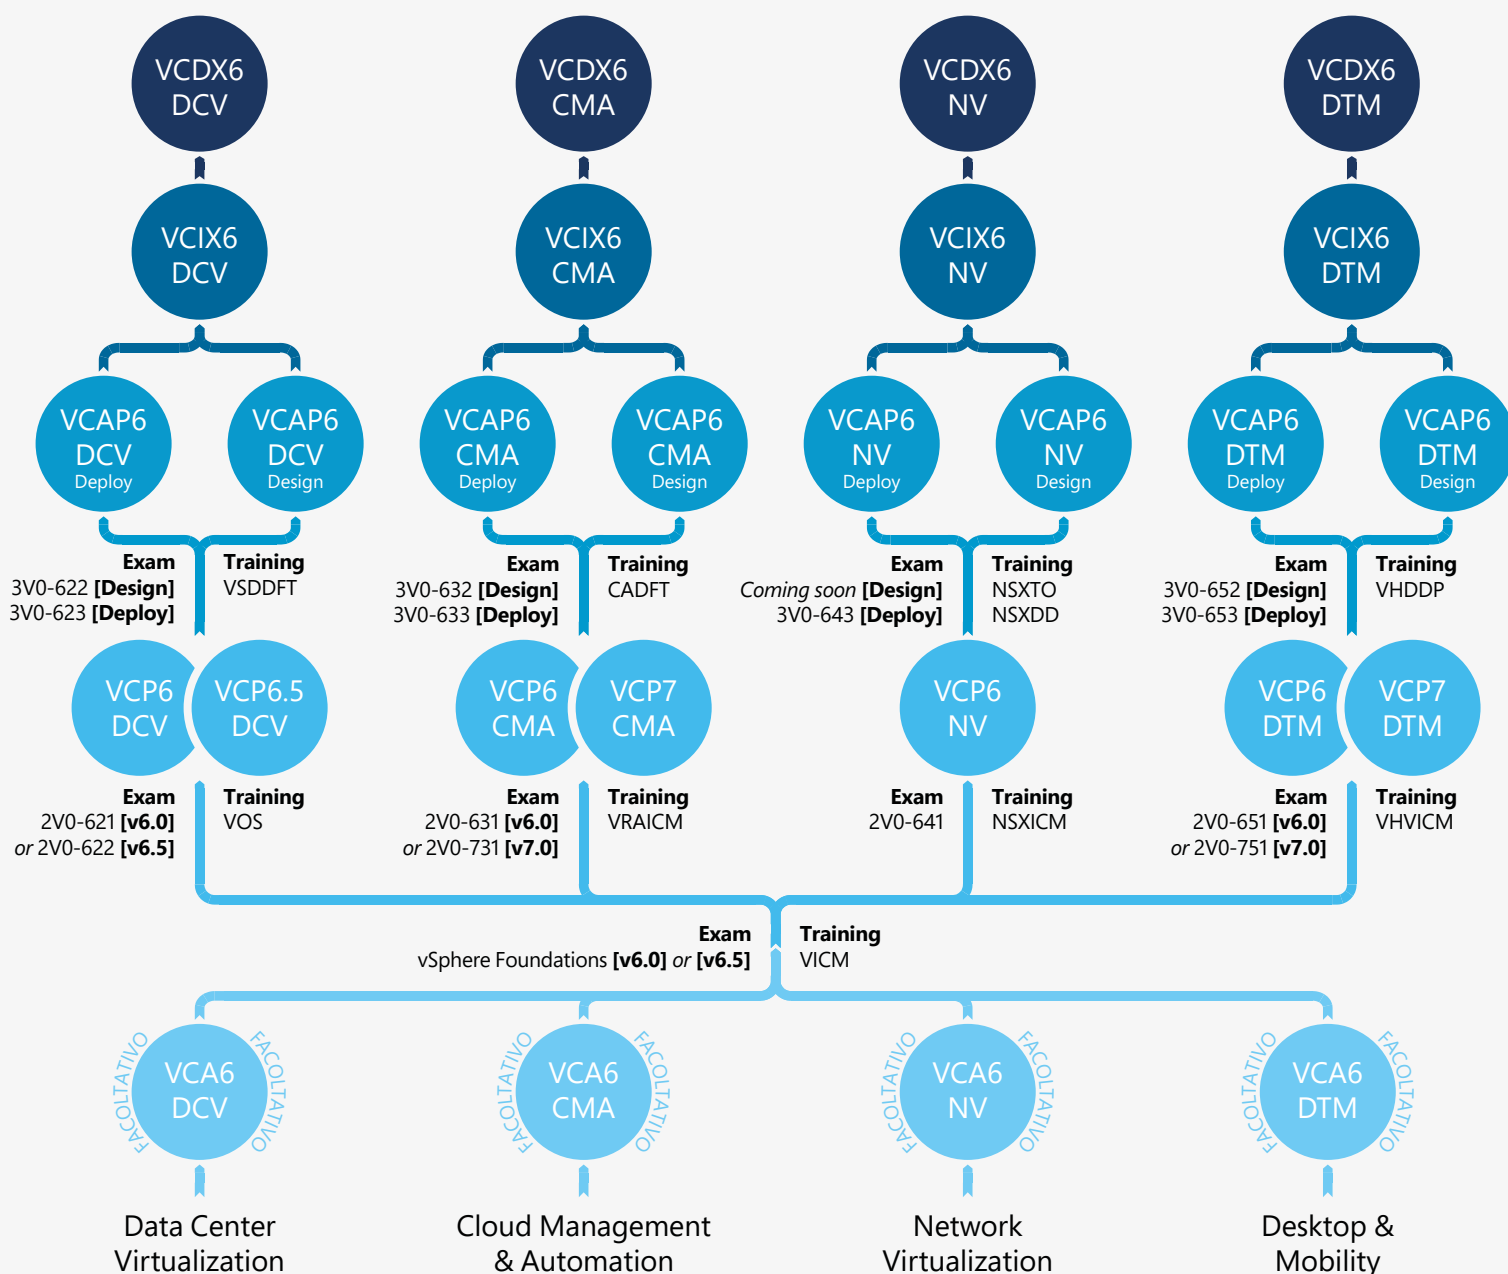 VCDX6
DCV
VCDX6
CMA
VCDX6
NV
VCDX6
DTM
VCIX6
DCV
VCIX6
CMA
VCIX6
NV
VCIX6
DTM
VCAP6
DCV
Deploy
VCAP6
DCV
Design
VCAP6
CMA
Deploy
VCAP6
CMA
Design
VCAP6
NV
Deploy
VCAP6
NV
Design
VCAP6
DTM
Deploy
VCAP6
DTM
Design
Exam
3V0-622 [Design]
3V0-623 [Deploy]
Training
VSDDFT
Exam
3V0-632 [Design]
3V0-633 [Deploy]
Training
CADFT
Exam
Coming soon [Design]
3V0-643 [Deploy]
Training
NSXTO
NSXDD
Exam
3V0-652 [Design]
3V0-653 [Deploy]
Training
VHDDP
VCP6
DCV
VCP6.5
DCV
VCP6
CMA
VCP7
CMA
VCP6
NV
VCP6
DTM
VCP7
DTM
Exam
2V0-621 [v6.0]
or 2V0-622 [v6.5]
Training
VOS
Exam
2V0-631 [v6.0]
or 2V0-731 [v7.0]
Training
VRAICM
Exam
2V0-641
Training
NSXICM
Exam
2V0-651 [v6.0]
or 2V0-751 [v7.0]
Training
VHVICM
Exam
vSphere Foundations [v6.0] or [v6.5]
Training
VICM
FACOLTATIVO
VCA6
DCV
FACOLTATIVO
FACOLTATIVO
VCA6
CMA
FACOLTATIVO
FACOLTATIVO
VCA6
NV
FACOLTATIVO
FACOLTATIVO
VCA6
DTM
FACOLTATIVO
Data Center
Virtualization
Cloud Management
& Automation
Network
Virtualization
Desktop &
Mobility